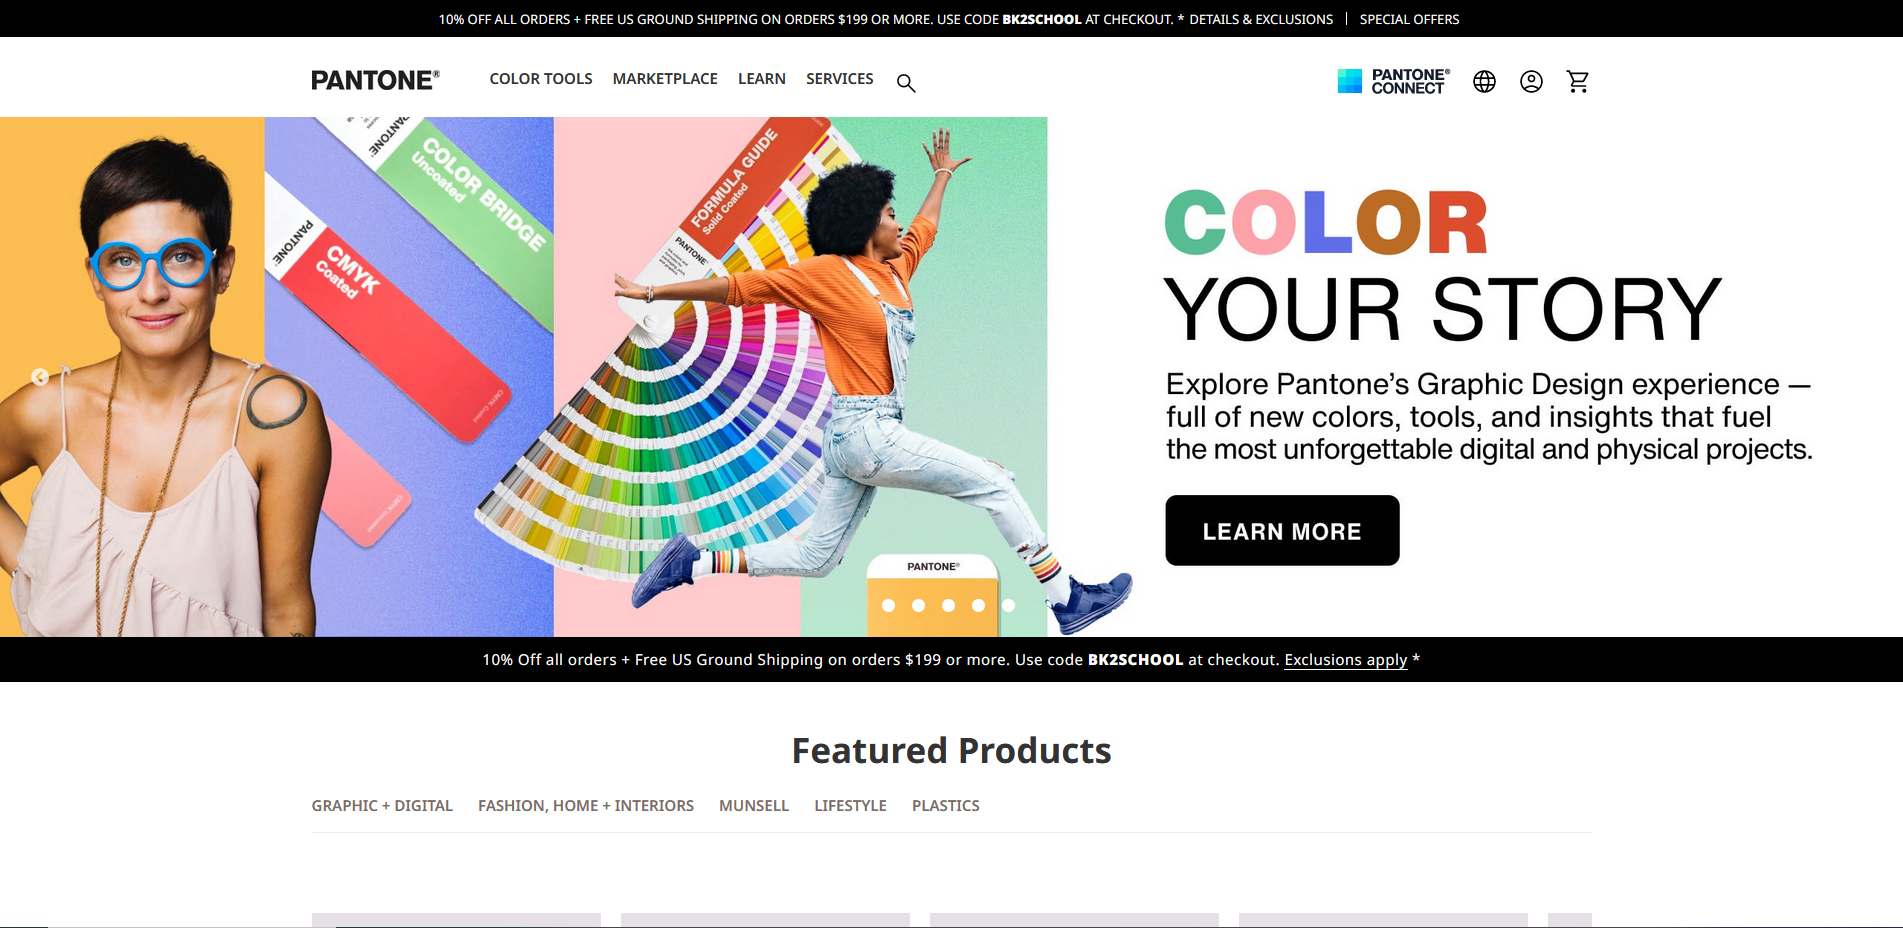 10% OFF ALL ORDERS + FREE US GROUND SHIPPING ON ORDERS $199 OR MORE. USE CODE BK2SCHOOL AT CHECKOUT. * DETAILS & EXCLUSIONS | SPECIAL OFFERS
PANTONE®
COLOR TOOLS MARKETPLACE LEARN SERVICES
PANTONE®
CONNECT
PANTONE
COLOR BRIDGE
Uncoated
PANTONE
CMYK
Coated
FORMULA GUIDE
Solid Coated
PANTONE
COLOR
YOUR STORY
Explore Pantone’s Graphic Design experience —
full of new colors, tools, and insights that fuel
the most unforgettable digital and physical projects.
LEARN MORE
PANTONE®
10% Off all orders + Free US Ground Shipping on orders $199 or more. Use code BK2SCHOOL at checkout. Exclusions apply *
Featured Products
GRAPHIC + DIGITAL FASHION, HOME + INTERIORS MUNSELL LIFESTYLE PLASTICS